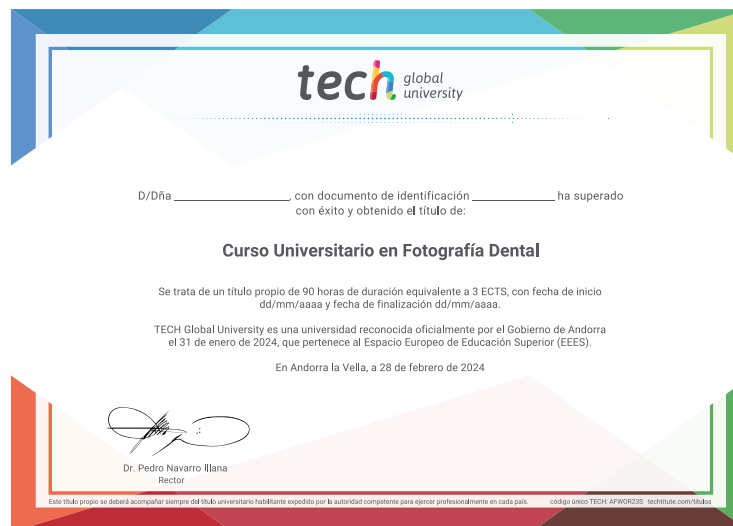 tech global
university
D/Dña ____________________, con documento de identificación ______________ ha superado
con éxito y obtenido el título de:
Curso Universitario en Fotografía Dental
Se trata de un título propio de 90 horas de duración equivalente a 3 ECTS, con fecha de inicio
dd/mm/aaaa y fecha de finalización dd/mm/aaaa.
TECH Global University es una universidad reconocida oficialmente por el Gobierno de Andorra
el 31 de enero de 2024, que pertenece al Espacio Europeo de Educación Superior (EEES).
En Andorra la Vella, a 28 de febrero de 2024
Dr. Pedro Navarro Illana
Rector
Este título propio se deberá acompañar siempre del título universitario habilitante expedido por la autoridad competente para ejercer profesionalmente en cada país. código único TECH: AFWOR23S techtitute.com/titulos